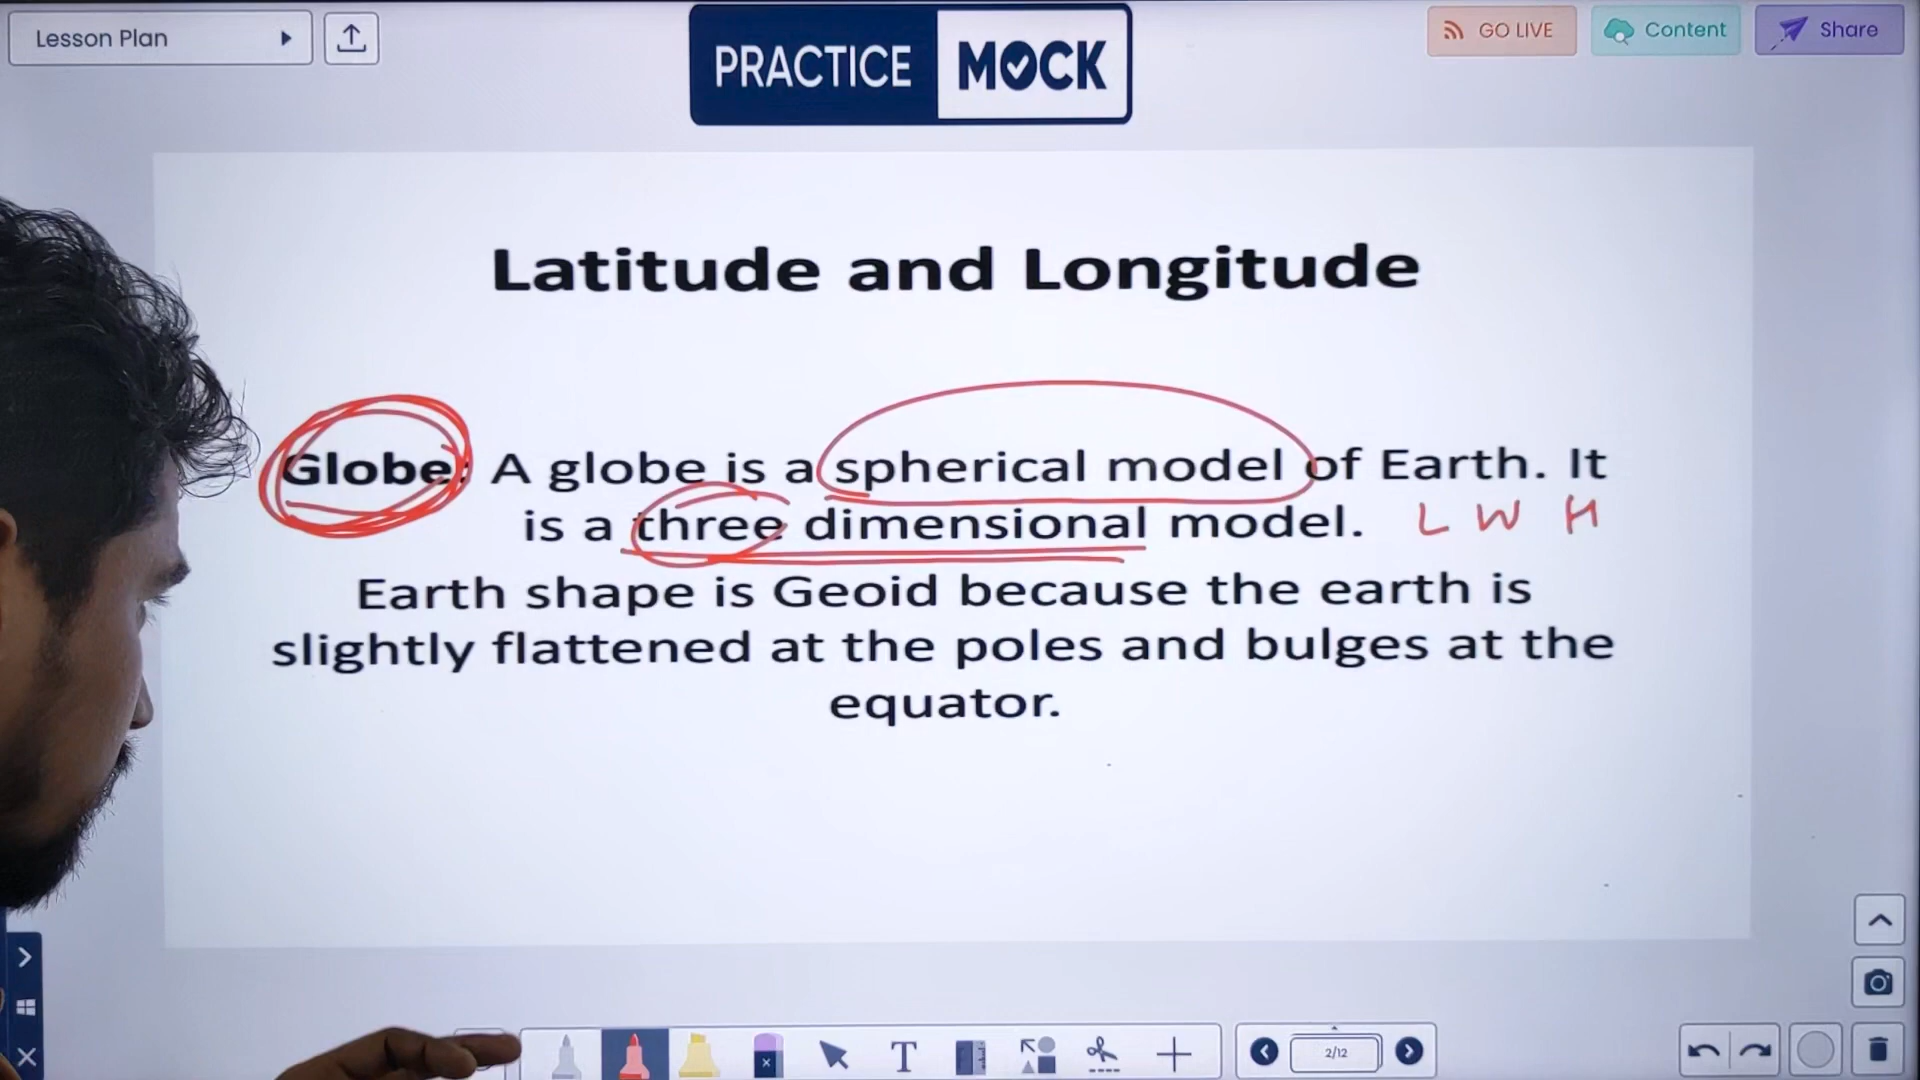 Lesson Plan
PRACTICE MOCK
GO LIVE
Content
Share
Latitude and Longitude
Globe: A globe is a spherical model of Earth. It
is a three dimensional model. L W H
Earth shape is Geoid because the earth is
slightly flattened at the poles and bulges at the
equator.
T
2/12